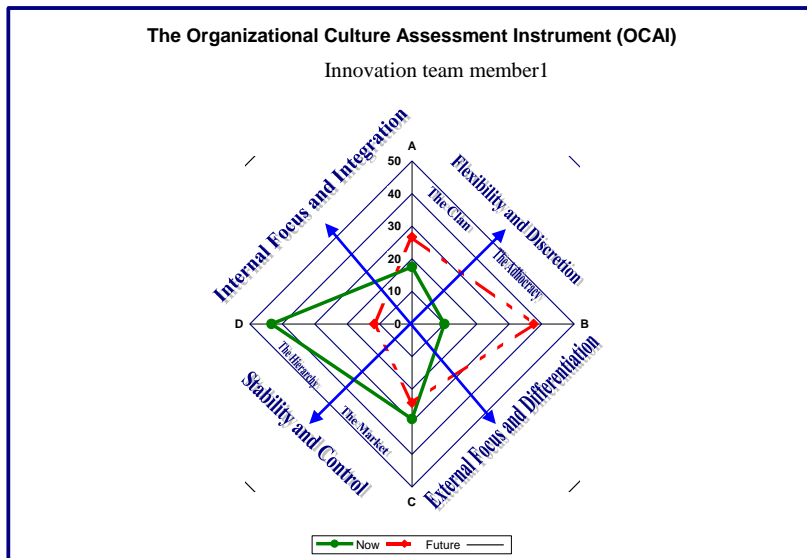 The Organizational Culture Assessment Instrument (OCAI)
Innovation team member1
A
50
40
30
20
10
0
Internal Focus and Integration
Flexibility and Discretion
The Clan
The Adhocracy
D
B
The Hierarchy
The Market
Stability and Control
External Focus and Differentiation
C
Now
Future